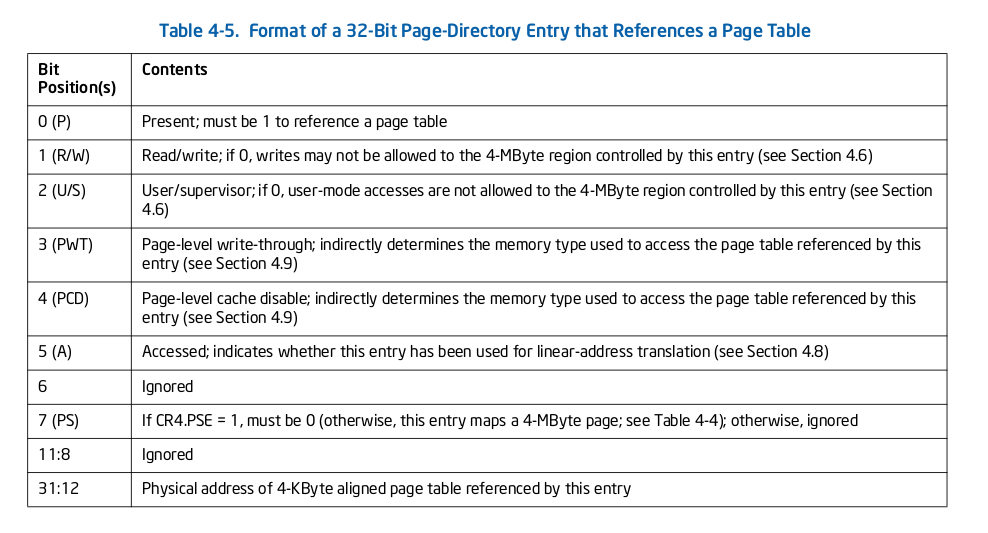 Table 4-5. Format of a 32-Bit Page-Directory Entry that References a Page Table
Bit Position(s) Contents
0 (P) Present; must be 1 to reference a page table
1 (R/W) Read/write; if 0, writes may not be allowed to the 4-MByte region controlled by this entry (see Section 4.6)
2 (U/S) User/supervisor; if 0, user-mode accesses are not allowed to the 4-MByte region controlled by this entry (see Section
4.6)
3 (PWT) Page-level write-through; indirectly determines the memory type used to access the page table referenced by this
entry (see Section 4.9)
4 (PCD) Page-level cache disable; indirectly determines the memory type used to access the page table referenced by this
entry (see Section 4.9)
5 (A) Accessed; indicates whether this entry has been used for linear-address translation (see Section 4.8)
6 Ignored
7 (PS) If CR4.PSE = 1, must be 0 (otherwise, this entry maps a 4-MByte page; see Table 4-4); otherwise, ignored
11:8 Ignored
31:12 Physical address of 4-KByte aligned page table referenced by this entry